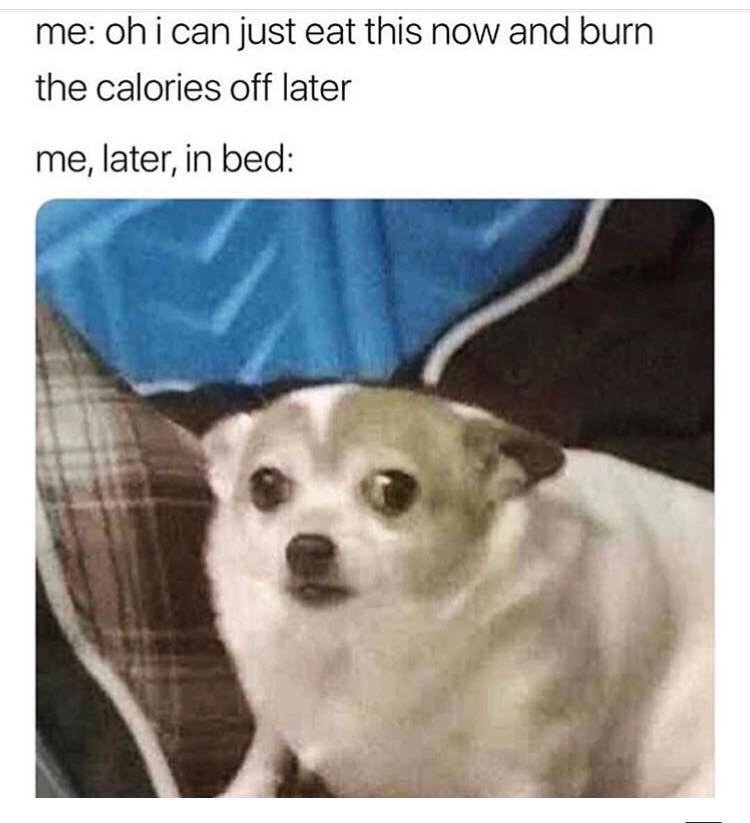 me: oh i can just eat this now and burn
the calories off later
me, later, in bed: